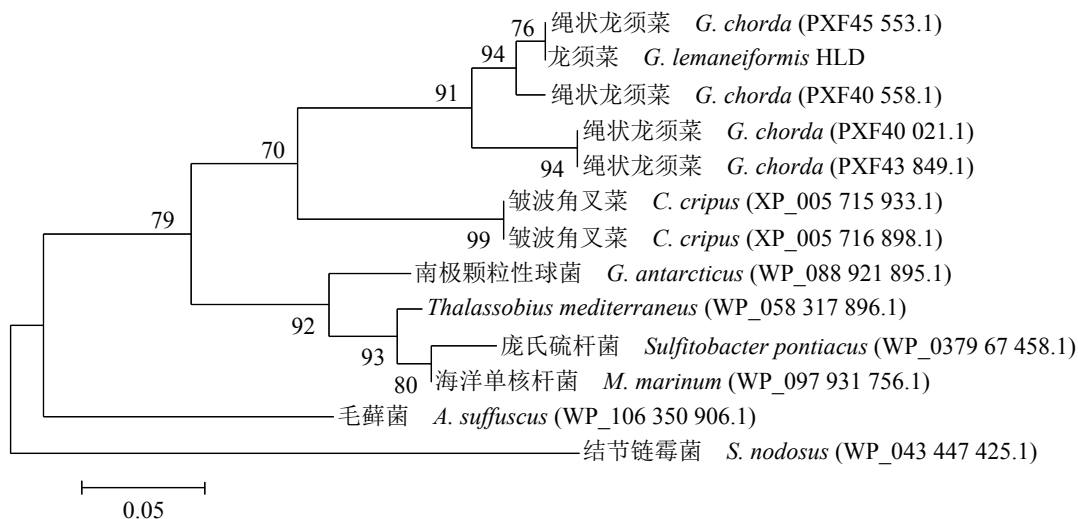 76 绳状龙须菜 G. chorda (PXF45 553.1)
94 龙须菜 G. lemaneiformis HLD
91 绳状龙须菜 G. chorda (PXF40 558.1)
绳状龙须菜 G. chorda (PXF40 021.1)
70 94 绳状龙须菜 G. chorda (PXF43 849.1)
皱波角叉菜 C. cripus (XP_005 715 933.1)
79 99 皱波角叉菜 C. cripus (XP_005 716 898.1)
南极颗粒性球菌 G. antarcticus (WP_088 921 895.1)
92 Thalassobius mediterraneus (WP_058 317 896.1)
93 庞氏硫杆菌 Sulfitobacter pontiacus (WP_0379 67 458.1)
80 海洋单核杆菌 M. marinum (WP_097 931 756.1)
毛藓菌 A. suffuscus (WP_106 350 906.1)
结节链霉菌 S. nodosus (WP_043 447 425.1)
0.05